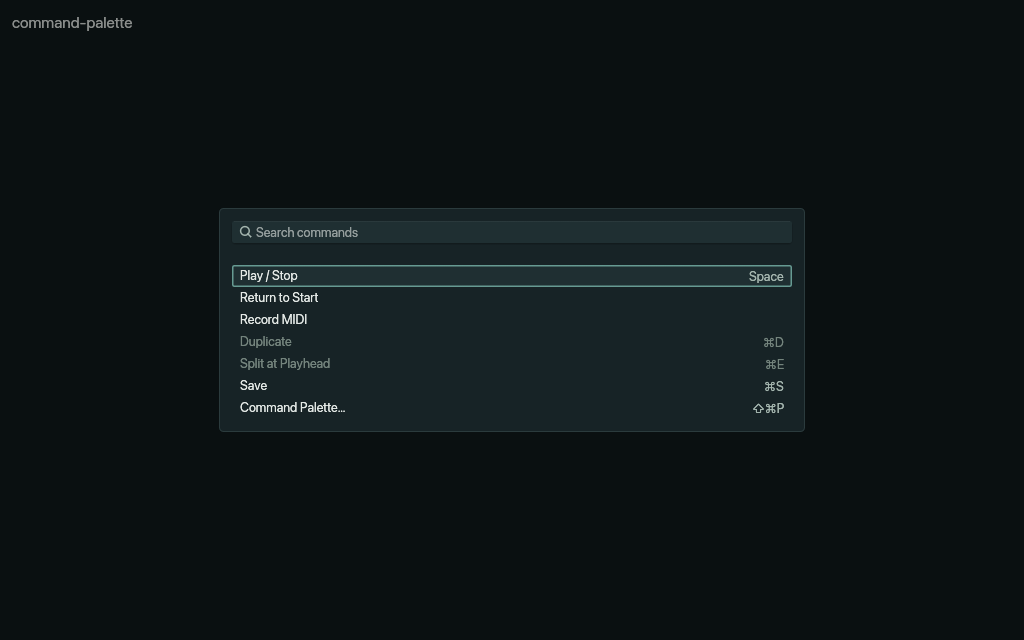 command-palette
Search commands
Play / Stop Space
Return to Start
Record MIDI
Duplicate ⌘D
Split at Playhead ⌘E
Save ⌘S
Command Palette... ⇧⌘P